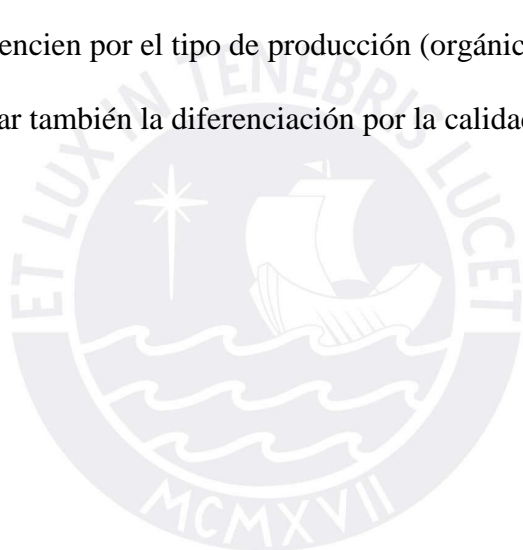 encien por el tipo de producción (orgánic
ar también la diferenciación por la calidad
ET LUX IN TENEBRIS LUCET
MCMXVII